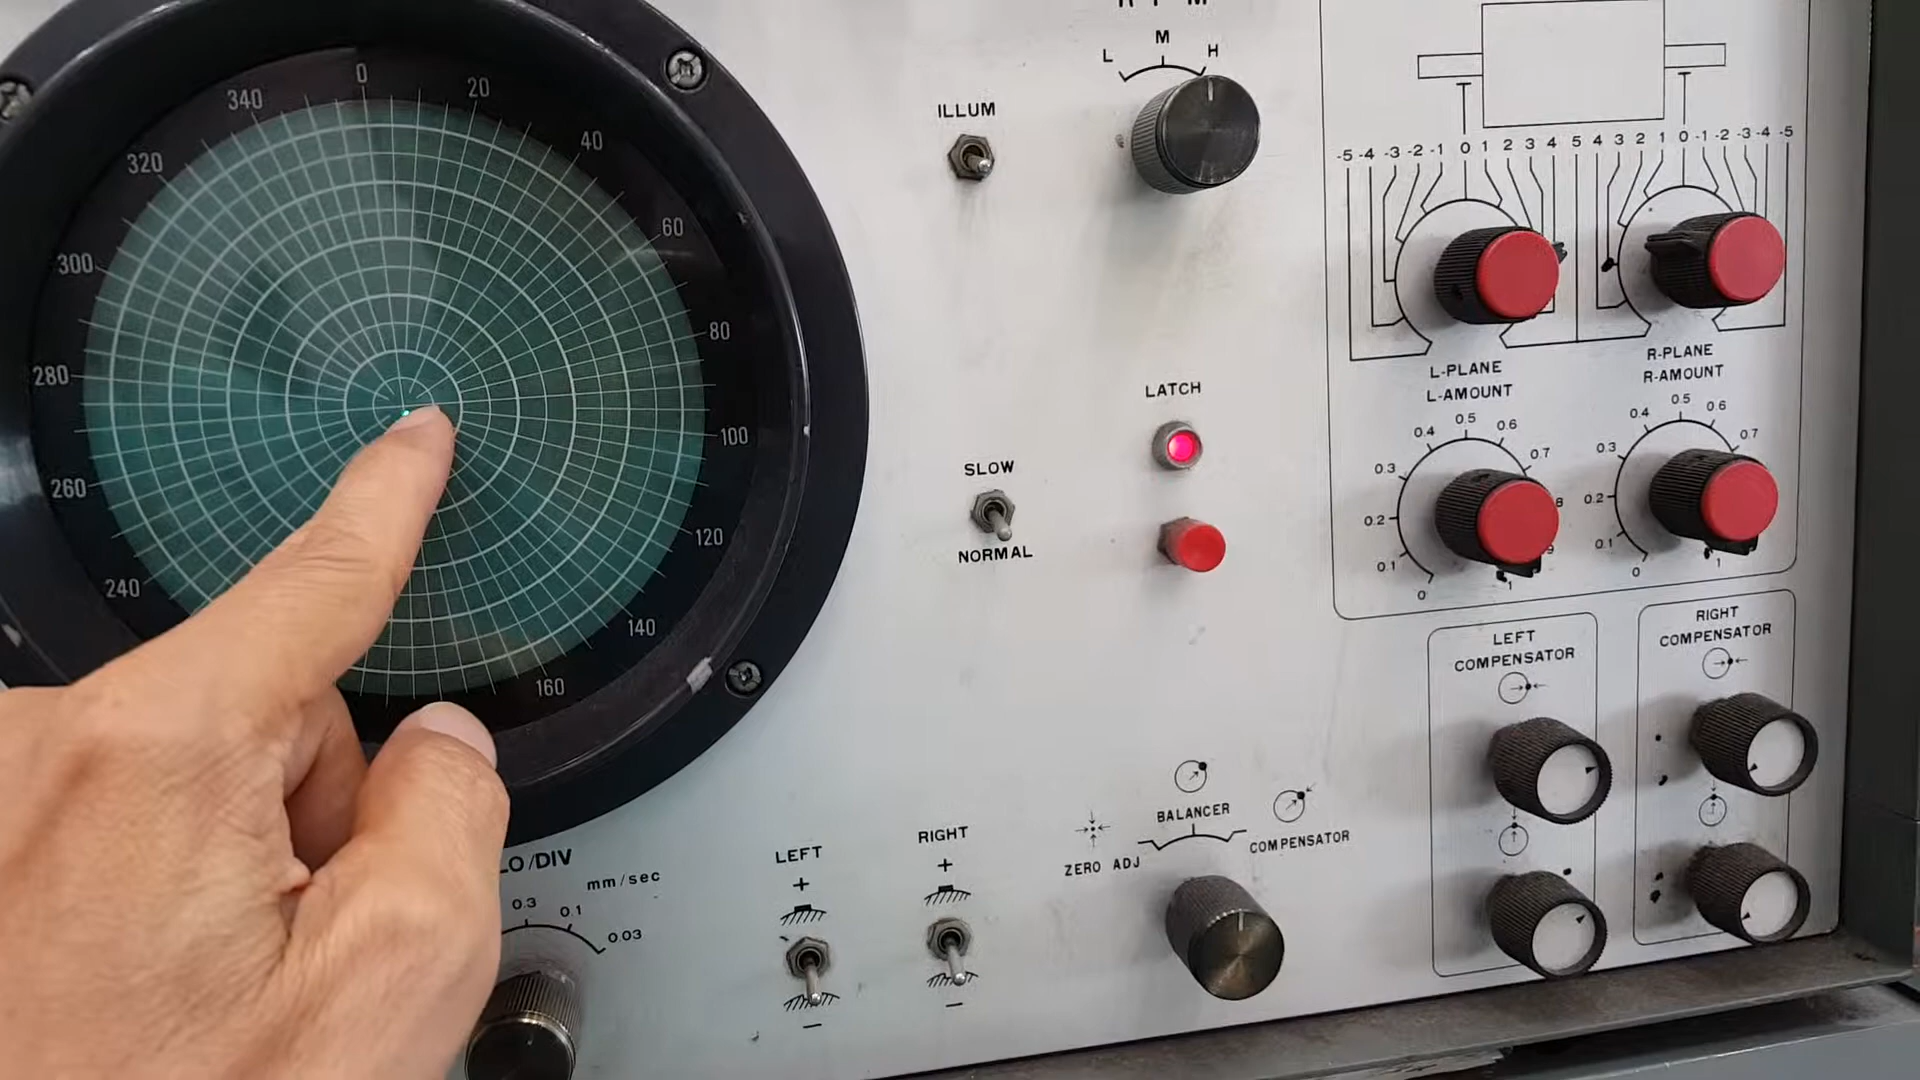 R P M
L M H
ILLUM
0
20
40
60
80
100
120
140
160
240
260
280
300
320
340
SLOW
NORMAL
LATCH
-5 -4 -3 -2 -1 0 1 2 3 4 5 4 3 2 1 0 -1 -2 -3 -4 -5
L-PLANE
L-AMOUNT
R-PLANE
R-AMOUNT
0 0.1 0.2 0.3 0.4 0.5 0.6 0.7 8 9 1
0 0.1 0.2 0.3 0.4 0.5 0.6 0.7 1
LEFT
COMPENSATOR
RIGHT
COMPENSATOR
LO/DIV
mm/sec
0.3 0.1 0.03
LEFT
+
−
RIGHT
+
−
BALANCER
ZERO ADJ
COMPENSATOR